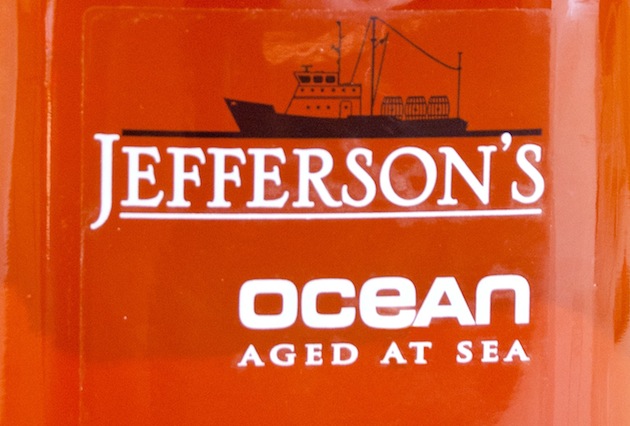 JEFFERSON'S
OCEAN
AGED AT SEA